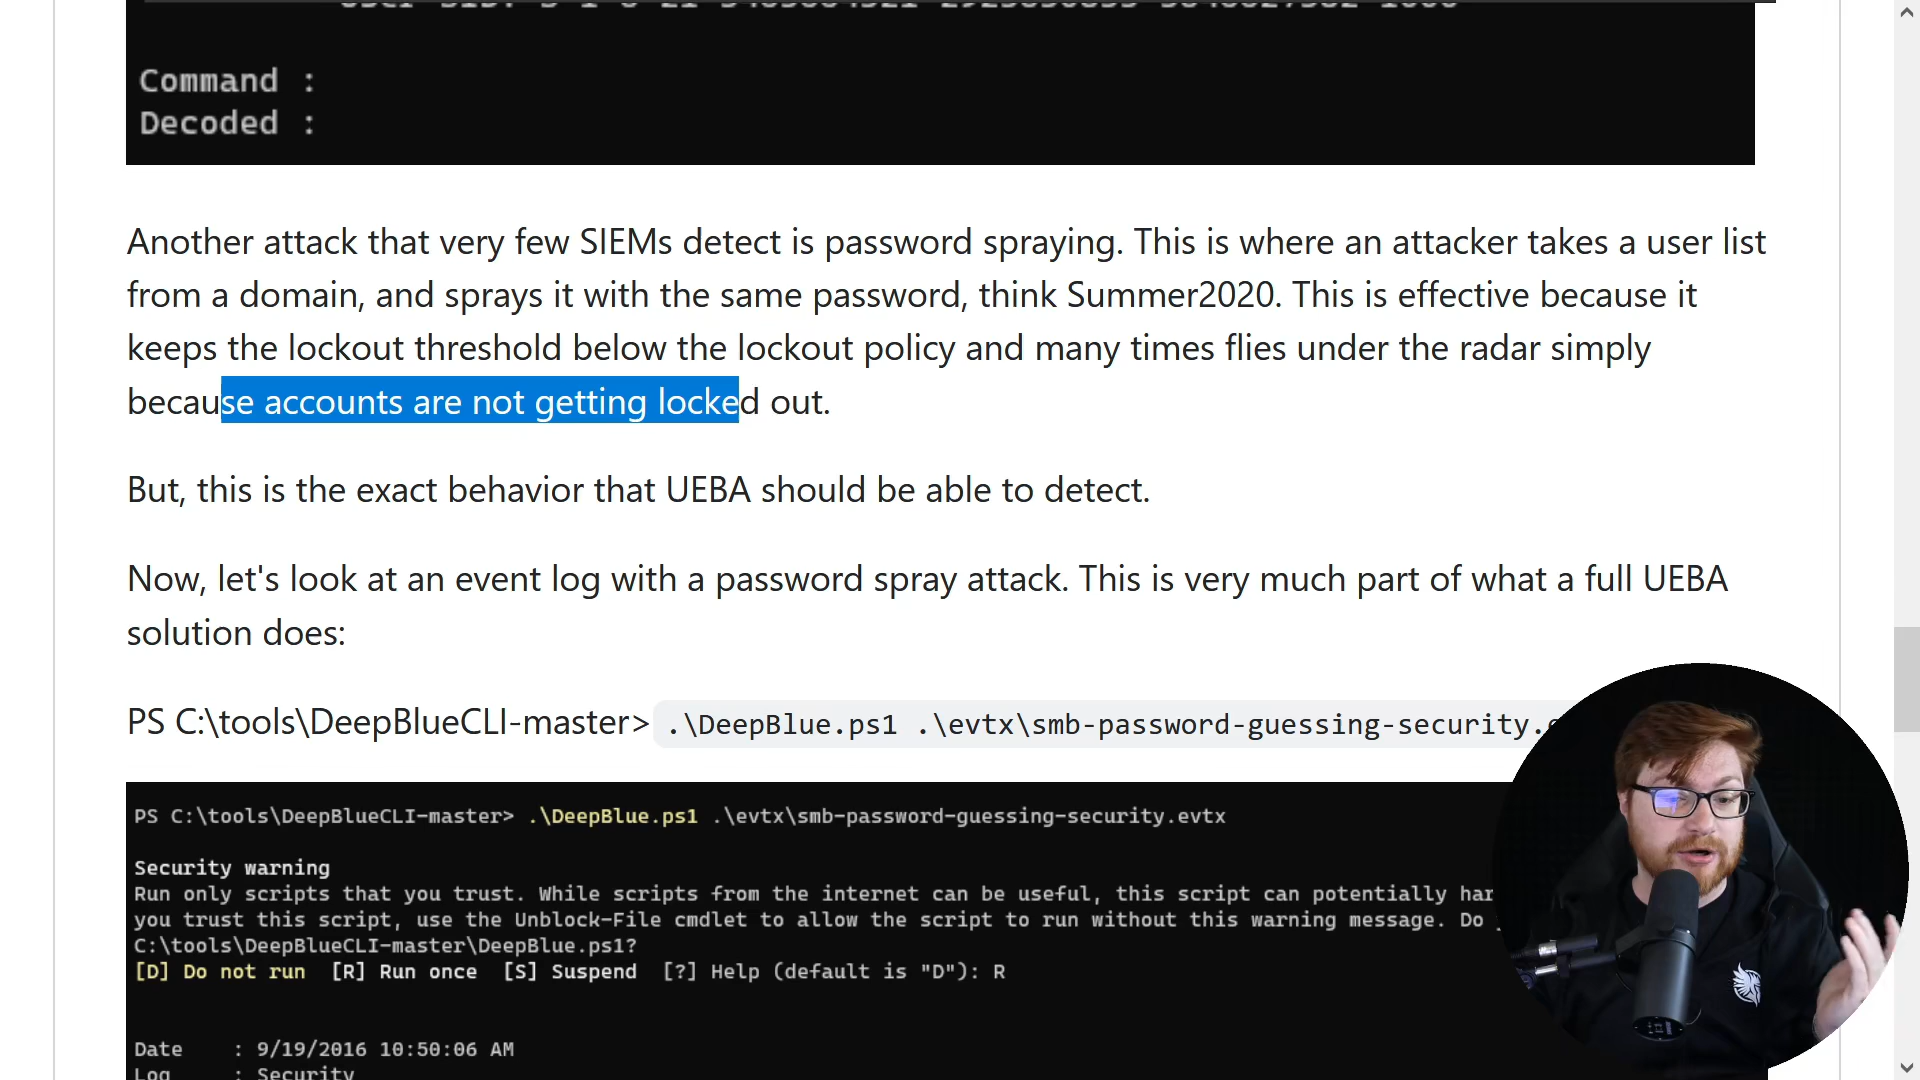 Command :
Decoded :
Another attack that very few SIEMs detect is password spraying. This is where an attacker takes a user list
from a domain, and sprays it with the same password, think Summer2020. This is effective because it
keeps the lockout threshold below the lockout policy and many times flies under the radar simply
because accounts are not getting locked out.
But, this is the exact behavior that UEBA should be able to detect.
Now, let's look at an event log with a password spray attack. This is very much part of what a full UEBA
solution does:
PS C:\tools\DeepBlueCLI-master> .\DeepBlue.ps1 .\evtx\smb-password-guessing-security.
PS C:\tools\DeepBlueCLI-master> .\DeepBlue.ps1 .\evtx\smb-password-guessing-security.evtx
Security warning
Run only scripts that you trust. While scripts from the internet can be useful, this script can potentially har
you trust this script, use the Unblock-File cmdlet to allow the script to run without this warning message. Do
C:\tools\DeepBlueCLI-master\DeepBlue.ps1?
[D] Do not run [R] Run once [S] Suspend [?] Help (default is "D"): R
Date : 9/19/2016 10:50:06 AM
Log : Security